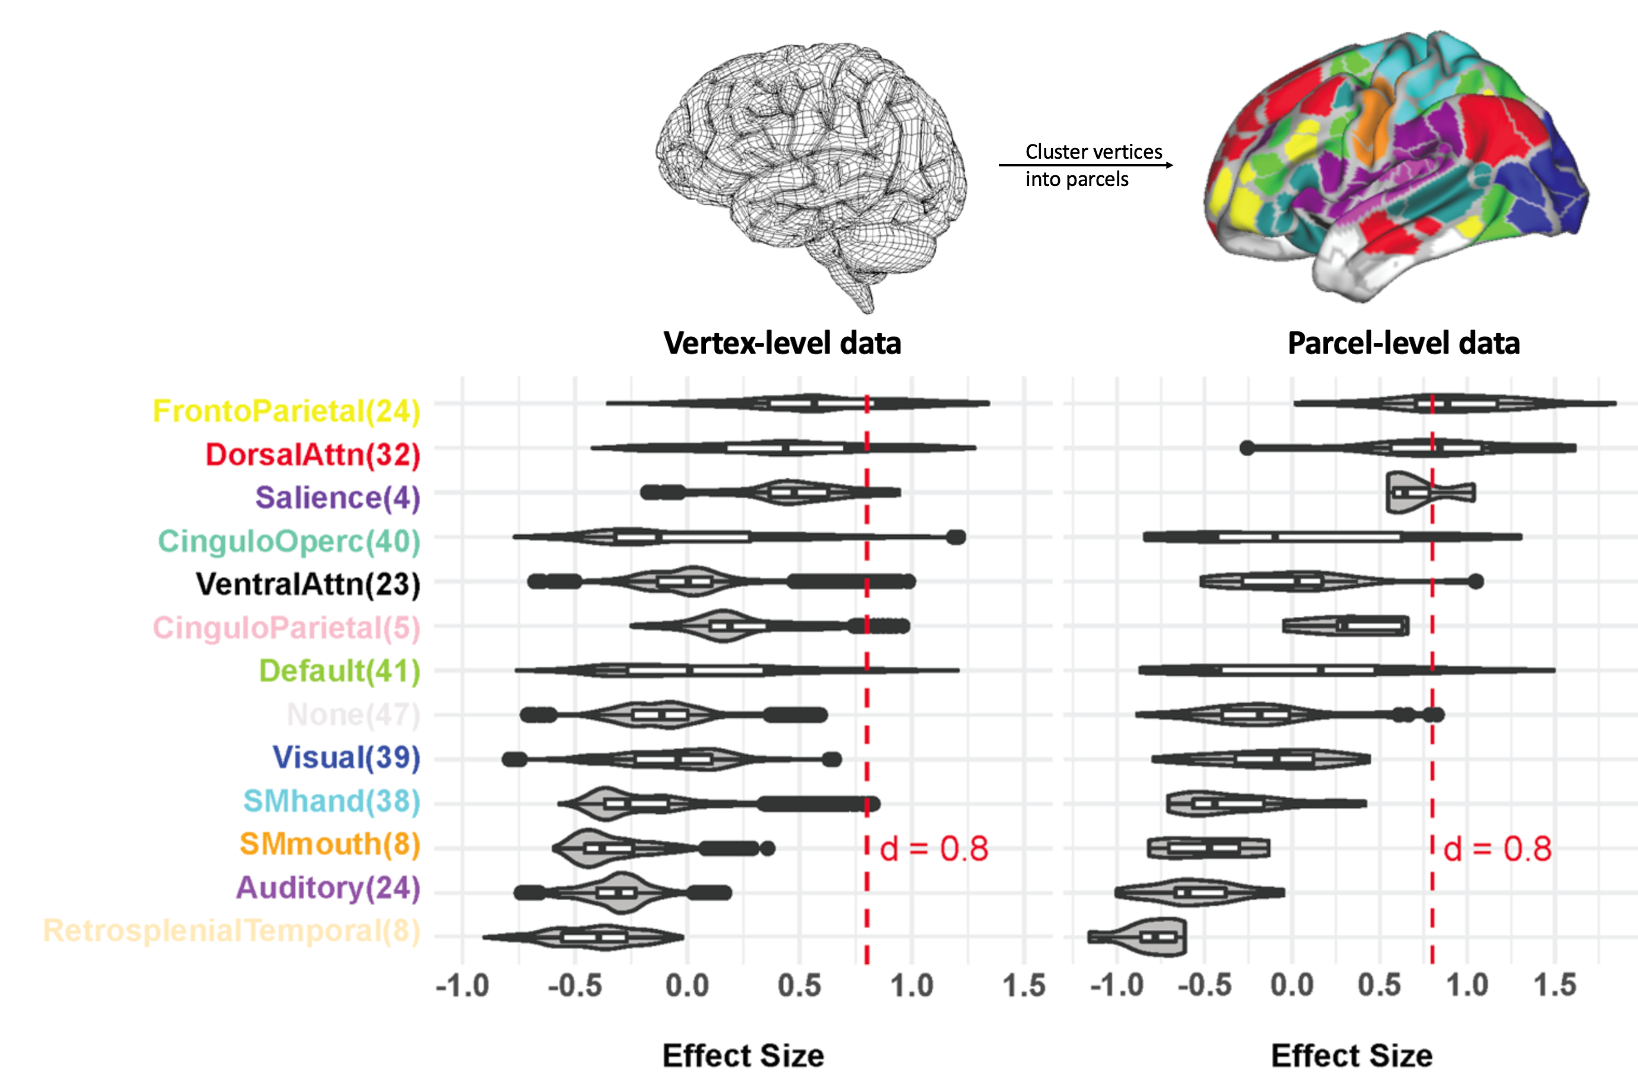 Cluster vertices
into parcels
Vertex-level data
Parcel-level data
FrontoParietal(24)
DorsalAttn(32)
Salience(4)
CinguloOperc(40)
VentralAttn(23)
CinguloParietal(5)
Default(41)
None(47)
Visual(39)
SMhand(38)
SMmouth(8)
Auditory(24)
RetrosplenialTemporal(8)
d = 0.8
d = 0.8
-1.0 -0.5 0.0 0.5 1.0 1.5
-1.0 -0.5 0.0 0.5 1.0 1.5
Effect Size
Effect Size